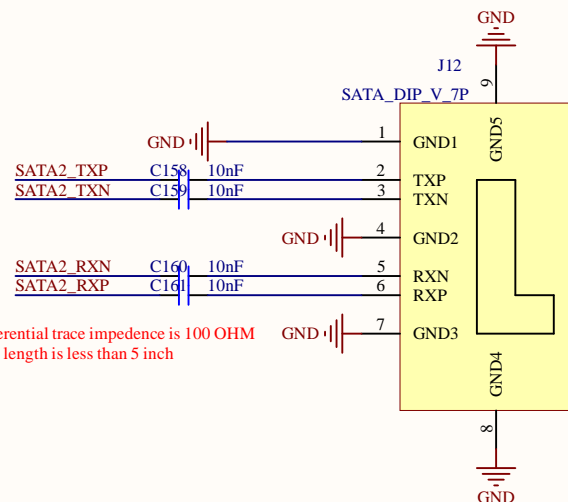 GND
J12
SATA_DIP_V_7P
9
GND5
GND
1
GND1
SATA2_TXP
C158
10nF
2
TXP
SATA2_TXN
C159
10nF
3
TXN
GND
4
GND2
SATA2_RXN
C160
10nF
5
RXN
SATA2_RXP
C161
10nF
6
RXP
GND
7
GND3
erential trace impedence is 100 OHM
length is less than 5 inch
GND4
8
GND